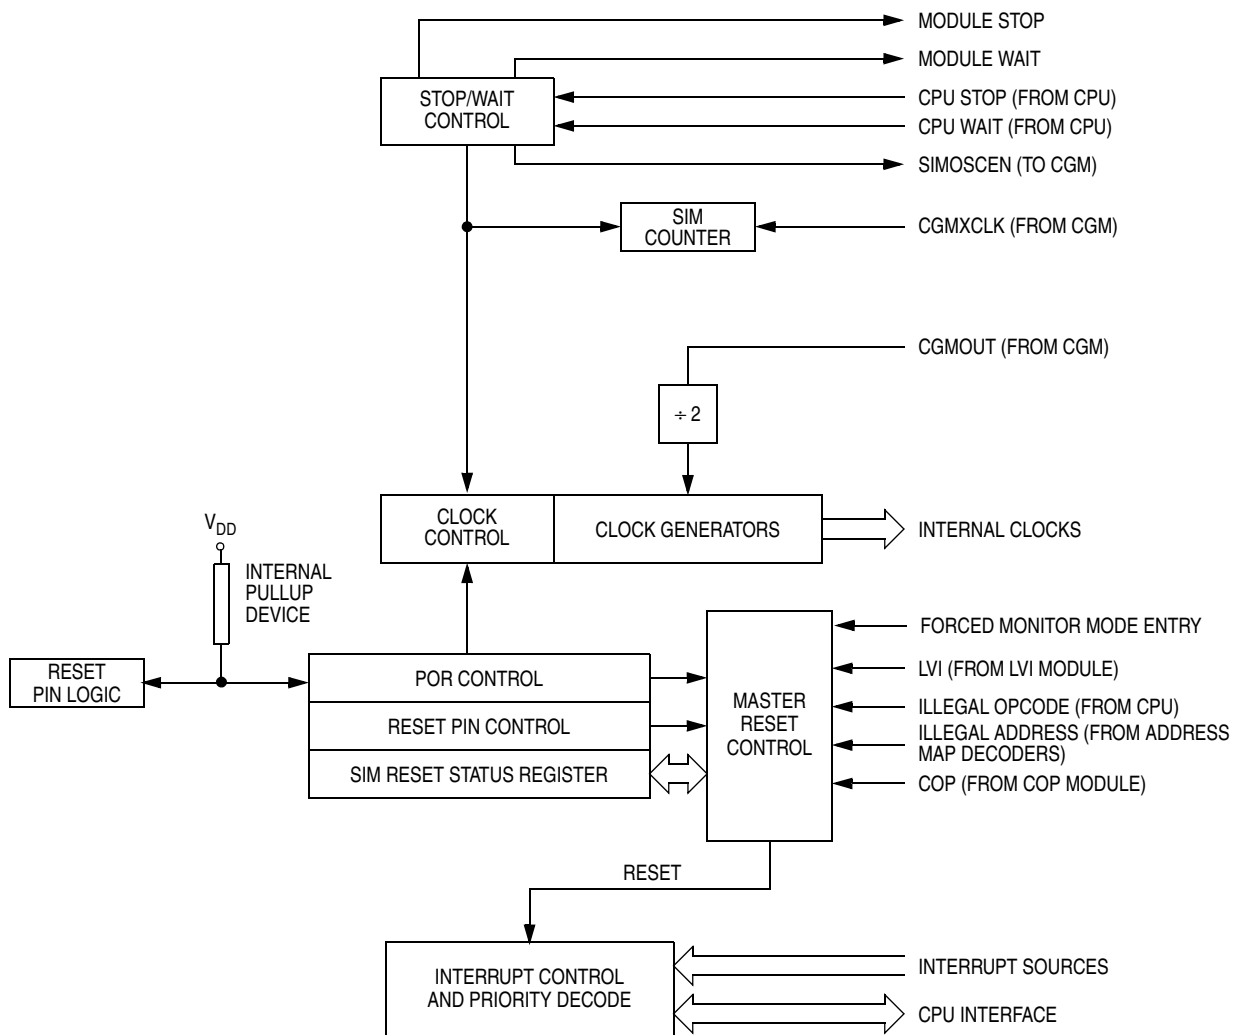 MODULE STOP
MODULE WAIT
STOP/WAIT
CONTROL
CPU STOP (FROM CPU)
CPU WAIT (FROM CPU)
SIMOSCEN (TO CGM)
SIM
COUNTER
CGMXCLK (FROM CGM)
CGMOUT (FROM CGM)
÷ 2
CLOCK
CONTROL
CLOCK GENERATORS
INTERNAL CLOCKS
VDD
INTERNAL
PULLUP
DEVICE
RESET
PIN LOGIC
POR CONTROL
RESET PIN CONTROL
SIM RESET STATUS REGISTER
MASTER
RESET
CONTROL
FORCED MONITOR MODE ENTRY
LVI (FROM LVI MODULE)
ILLEGAL OPCODE (FROM CPU)
ILLEGAL ADDRESS (FROM ADDRESS
MAP DECODERS)
COP (FROM COP MODULE)
RESET
INTERRUPT CONTROL
AND PRIORITY DECODE
INTERRUPT SOURCES
CPU INTERFACE